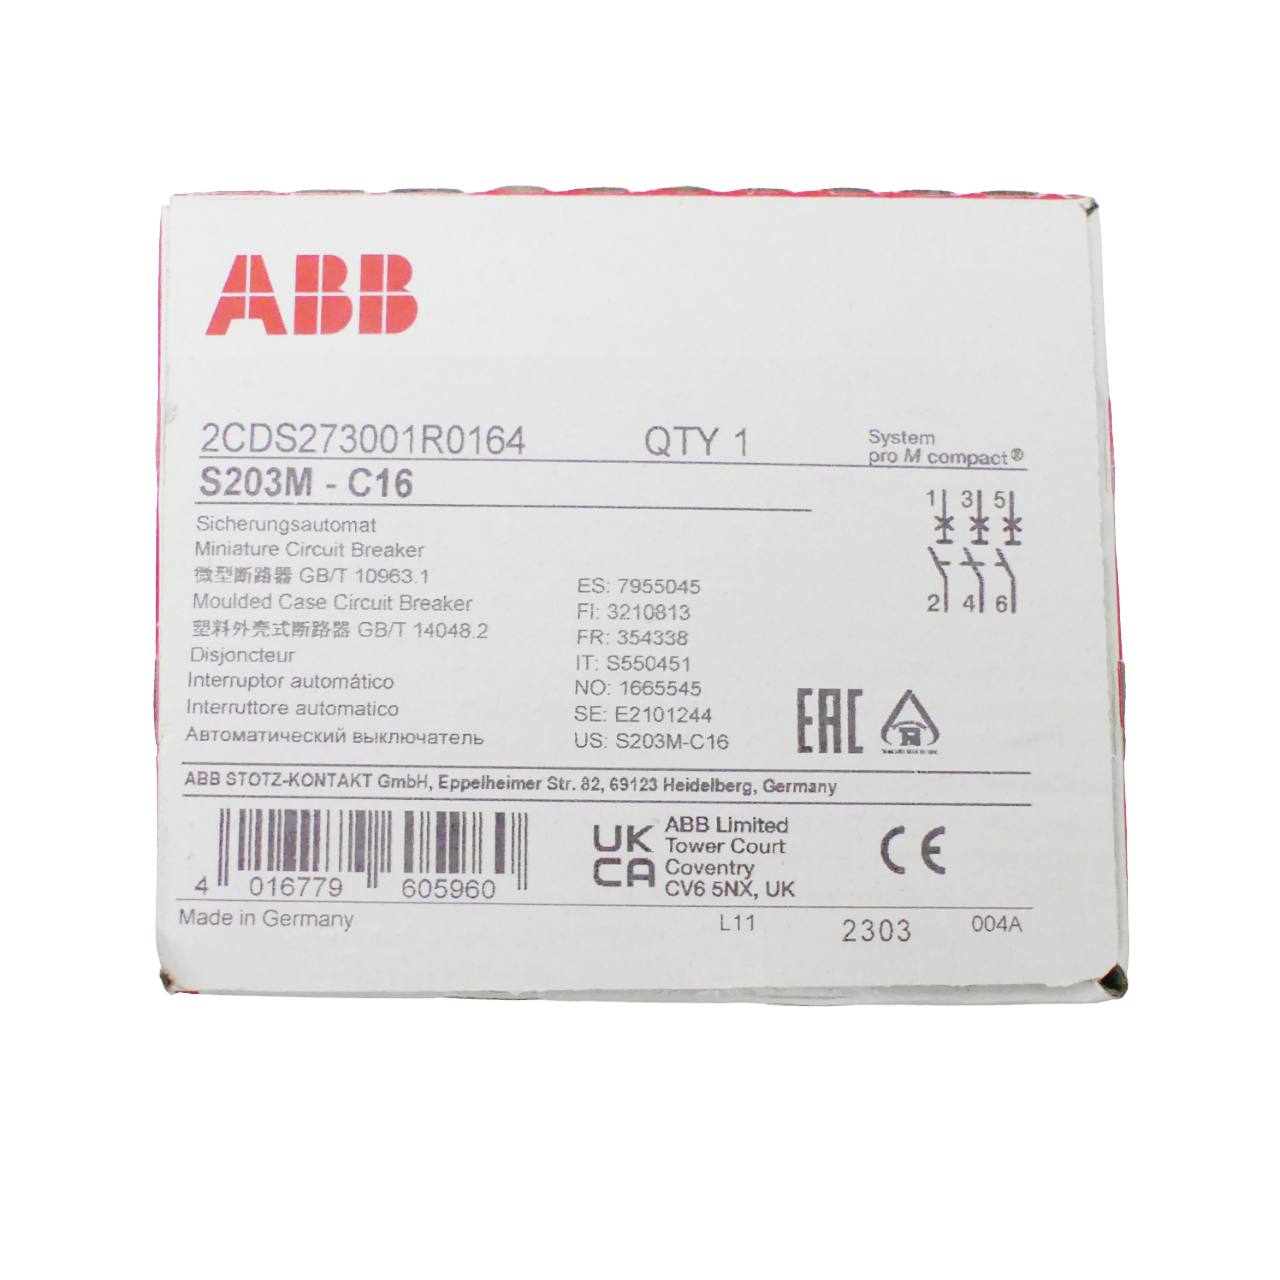 ABB
2CDS273001R0164 QTY 1
System
pro M compact®
S203M - C16
Sicherungsautomat
Miniature Circuit Breaker
微型断路器 GB/T 10963.1
Moulded Case Circuit Breaker
塑料外壳式断路器 GB/T 14048.2
Disjoncteur
Interruptor automático
Interruttore automatico
Автоматический выключатель
ES: 7955045
FI: 3210813
FR: 354338
IT: S550451
NO: 1665545
SE: E2101244
US: S203M-C16
1 3 5
2 4 6
EAC
ABB STOTZ-KONTAKT GmbH, Eppelheimer Str. 82, 69123 Heidelberg, Germany
4 016779 605960
UK
CA
ABB Limited
Tower Court
Coventry
CV6 5NX, UK
CE
Made in Germany L11 2303 004A